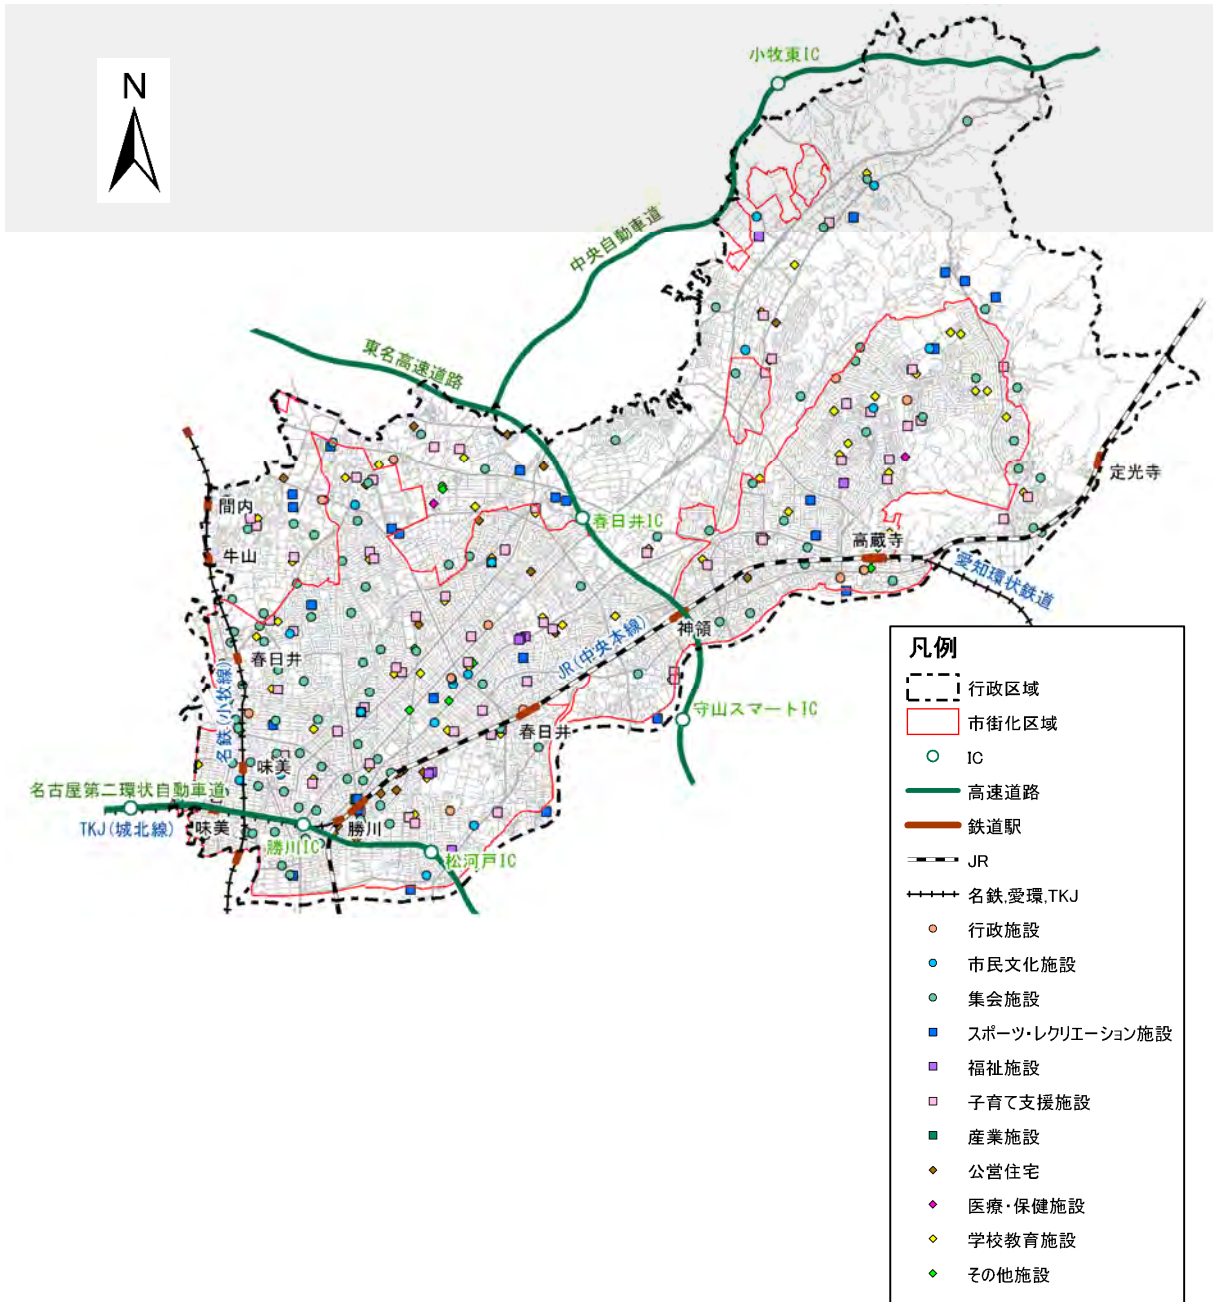 小牧東IC
N
中央自動車道
東名高速道路
定光寺
間内
春日井IC
高蔵寺
牛山
愛知環状鉄道
神領
JR(中央本線)
春日井
名鉄(小牧線)
守山スマートIC
春日井
味美
名古屋第二環状自動車道
TKJ(城北線)
味美
勝川
勝川IC
松河戸IC
凡例
行政区域
市街化区域
IC
高速道路
鉄道駅
JR
名鉄,愛環,TKJ
行政施設
市民文化施設
集会施設
スポーツ・レクリエーション施設
福祉施設
子育て支援施設
産業施設
公営住宅
医療・保健施設
学校教育施設
その他施設